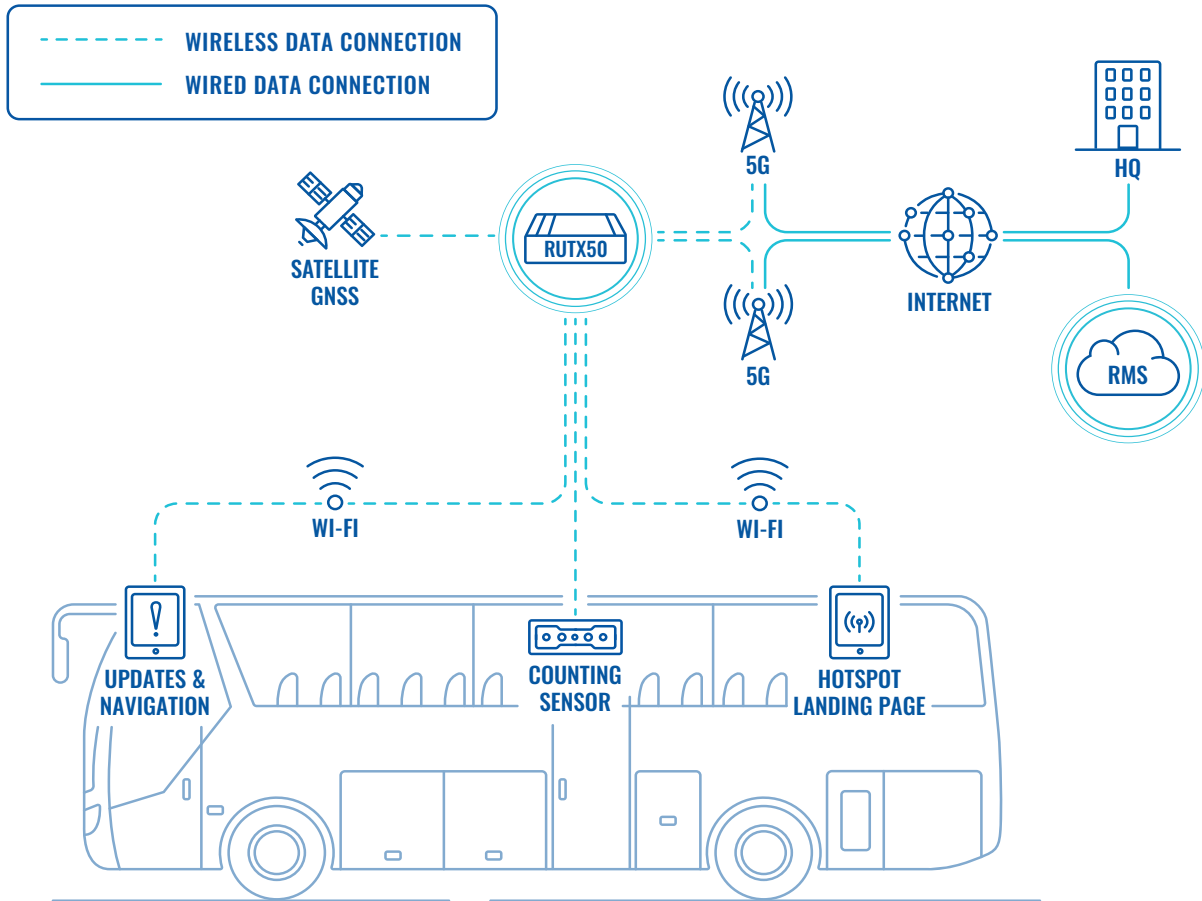 WIRELESS DATA CONNECTION
WIRED DATA CONNECTION
5G
HQ
RUTX50
SATELLITE
GNSS
INTERNET
5G
RMS
WI-FI
WI-FI
UPDATES &
NAVIGATION
COUNTING
SENSOR
HOTSPOT
LANDING PAGE